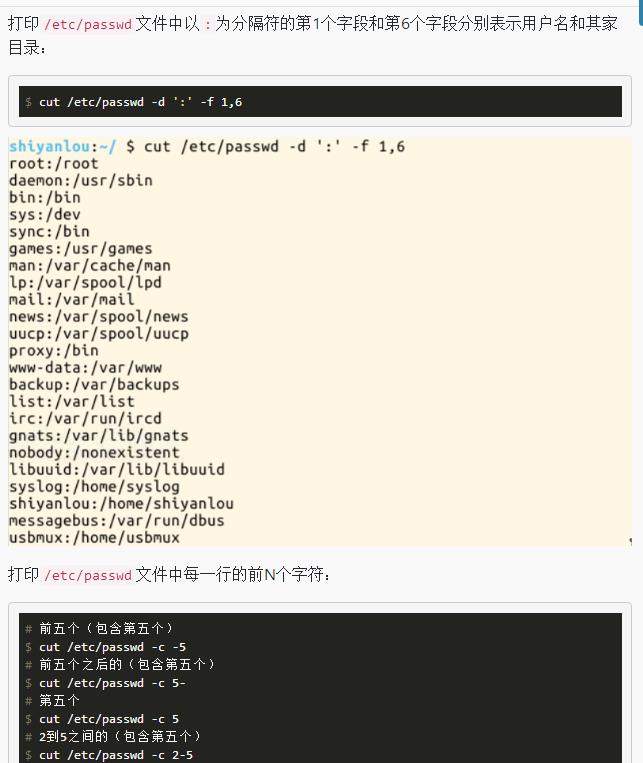 打印 /etc/passwd 文件中以 : 为分隔符的第1个字段和第6个字段分别表示用户名和其家
目录：
$ cut /etc/passwd -d ':' -f 1,6
shiyanlou:~/ $ cut /etc/passwd -d ':' -f 1,6
root:/root
daemon:/usr/sbin
bin:/bin
sys:/dev
sync:/bin
games:/usr/games
man:/var/cache/man
lp:/var/spool/lpd
mail:/var/mail
news:/var/spool/news
uucp:/var/spool/uucp
proxy:/bin
www-data:/var/www
backup:/var/backups
list:/var/list
irc:/var/run/ircd
gnats:/var/lib/gnats
nobody:/nonexistent
libuuid:/var/lib/libuuid
syslog:/home/syslog
shiyanlou:/home/shiyanlou
messagebus:/var/run/dbus
usbmux:/home/usbmux
打印 /etc/passwd 文件中每一行的前N个字符：
# 前五个（包含第五个）
$ cut /etc/passwd -c -5
# 前五个之后的（包含第五个）
$ cut /etc/passwd -c 5-
# 第五个
$ cut /etc/passwd -c 5
# 2到5之间的（包含第五个）
$ cut /etc/passwd -c 2-5